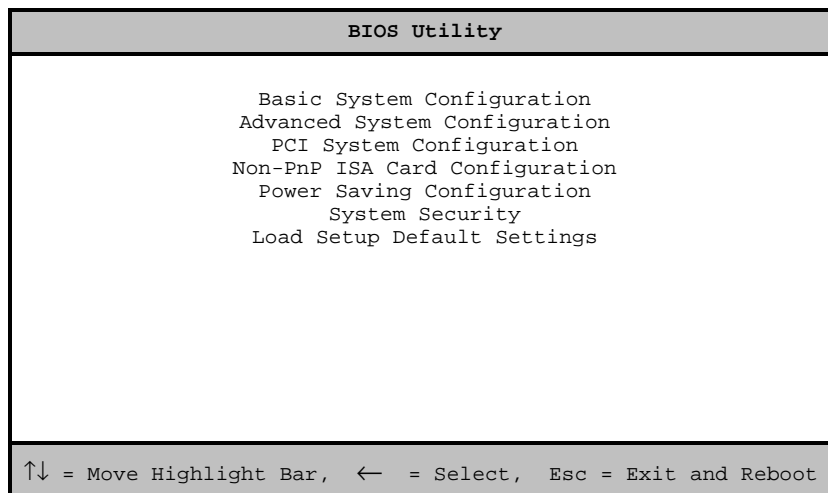 BIOS Utility
Basic System Configuration
Advanced System Configuration
PCI System Configuration
Non-PnP ISA Card Configuration
Power Saving Configuration
System Security
Load Setup Default Settings
↑↓ = Move Highlight Bar, ← = Select, Esc = Exit and Reboot